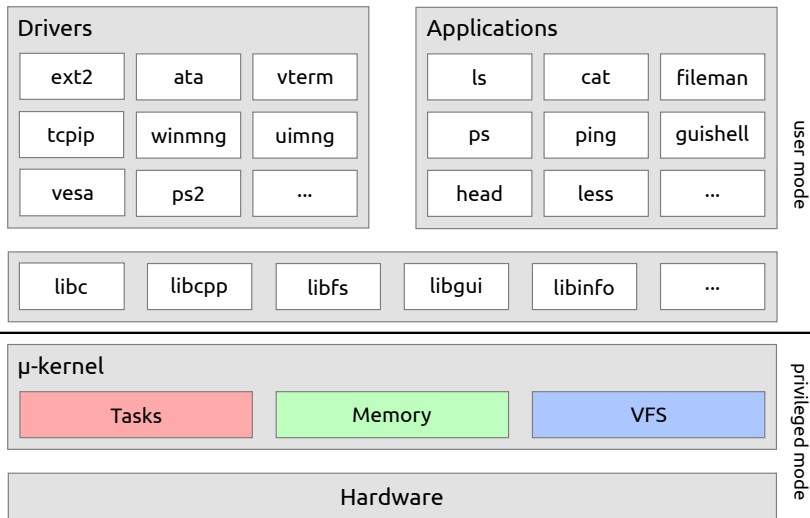 Drivers
ext2
ata
vterm
tcpip
winmng
uimng
vesa
ps2
...
Applications
ls
cat
fileman
ps
ping
guishell
head
less
...
user mode
libc
libcpp
libfs
libgui
libinfo
...
μ-kernel
Tasks
Memory
VFS
privileged mode
Hardware